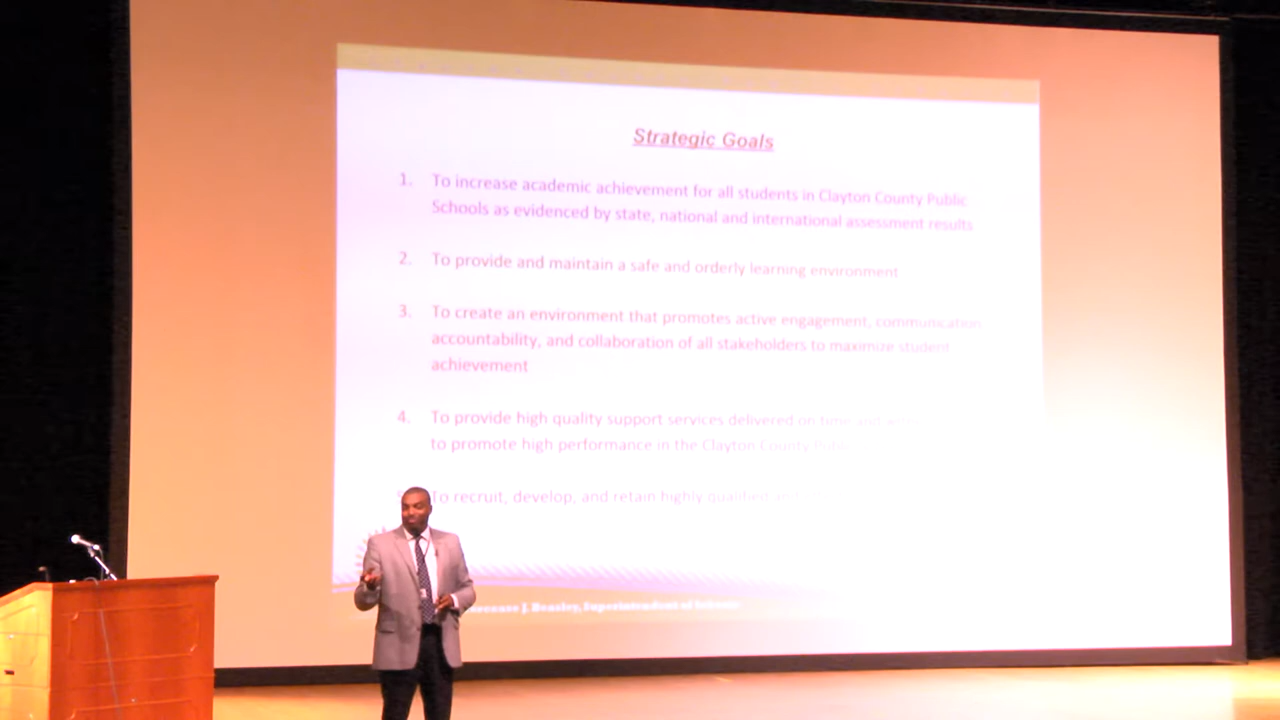 Strategic Goals
1. To increase academic achievement for all students in Clayton County Public
Schools as evidenced by state, national and international assessment results
2. To provide and maintain a safe and orderly learning environment
3. To create an environment that promotes active engagement, communication
accountability, and collaboration of all stakeholders to maximize student
achievement
4. To provide high quality support services delivered on time and
to promote high performance in the Clayton County Public
To recruit, develop, and retain highly qualified and
J. Beasley, Superintendent of Schools